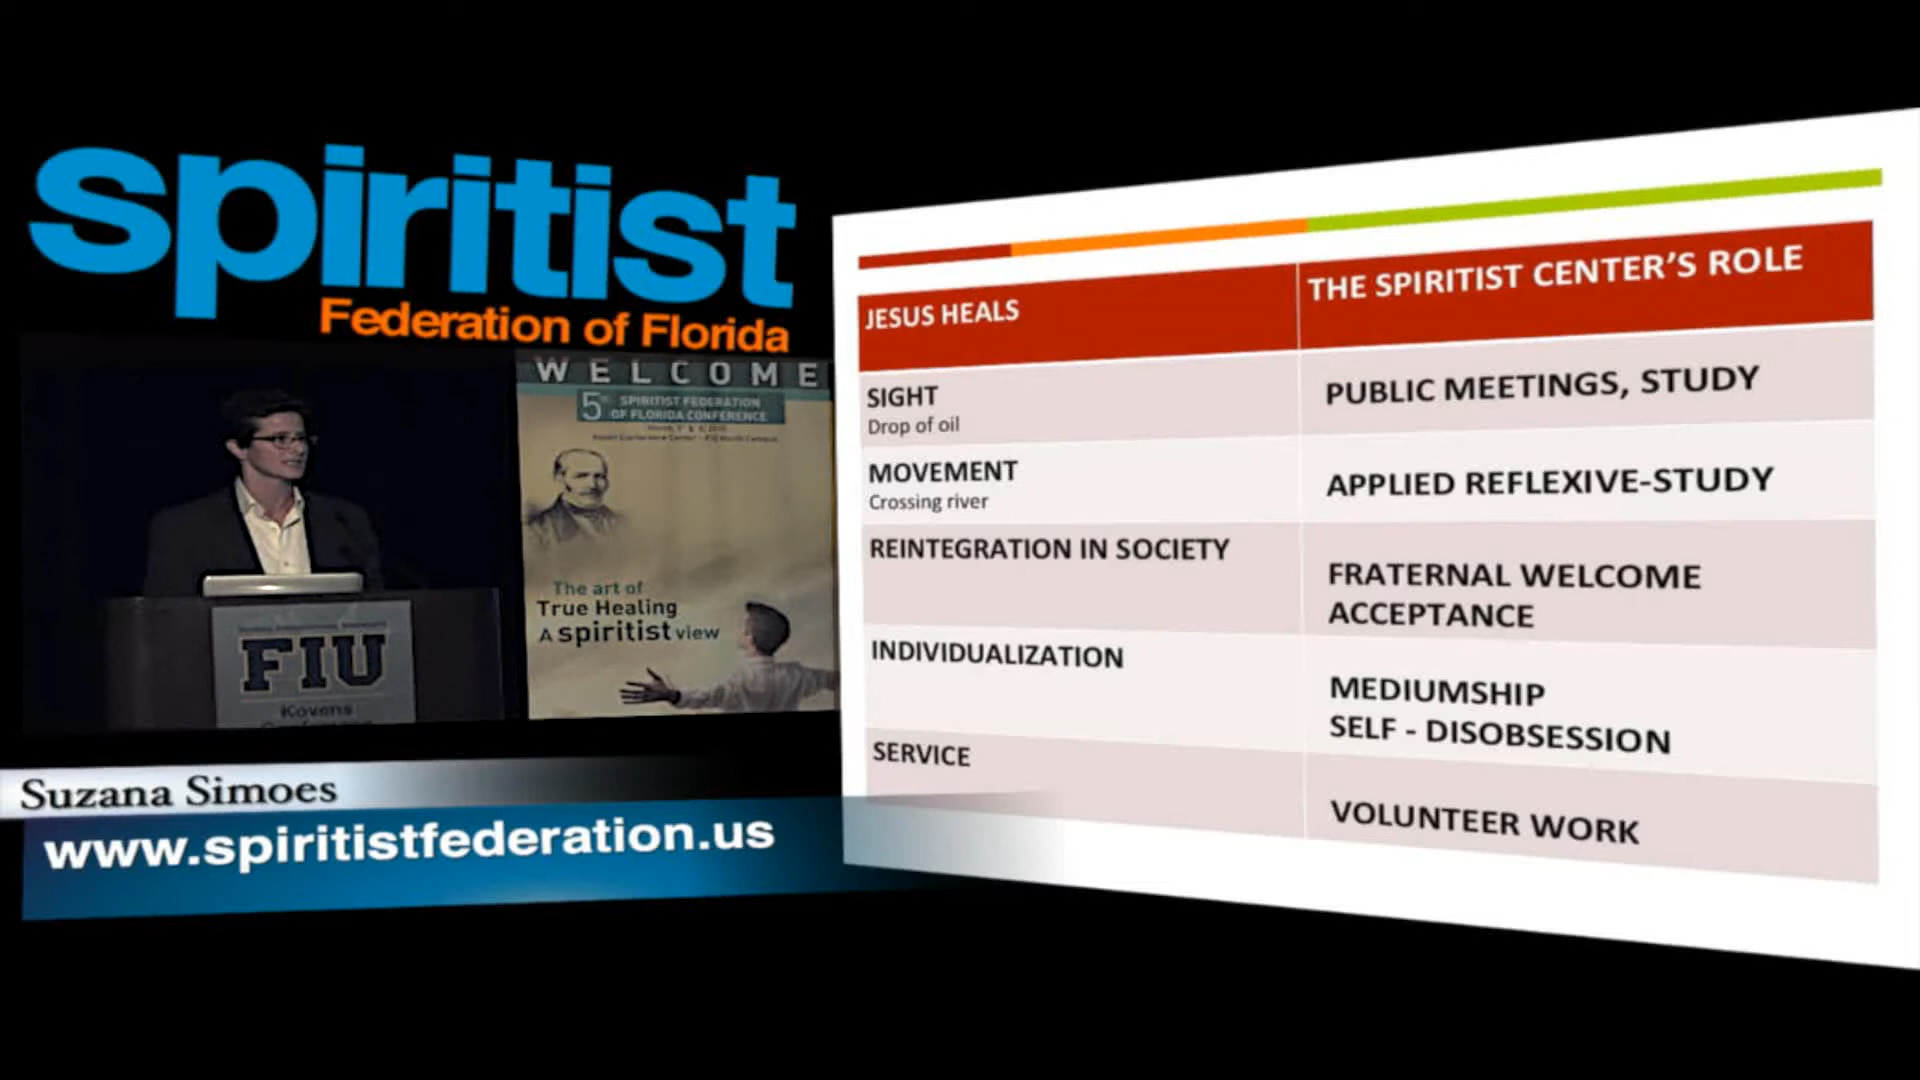 spiritist
Federation of Florida
WELCOME
5TH SPIRITIST FEDERATION
OF FLORIDA CONFERENCE
The art of
True Healing
A spiritist view
FIU
Kovens
Suzana Simoes
www.spiritistfederation.us
JESUS HEALS
THE SPIRITIST CENTER'S ROLE
SIGHT
Drop of oil
PUBLIC MEETINGS, STUDY
MOVEMENT
Crossing river
APPLIED REFLEXIVE-STUDY
REINTEGRATION IN SOCIETY
FRATERNAL WELCOME
ACCEPTANCE
INDIVIDUALIZATION
MEDIUMSHIP
SELF - DISOBSESSION
SERVICE
VOLUNTEER WORK